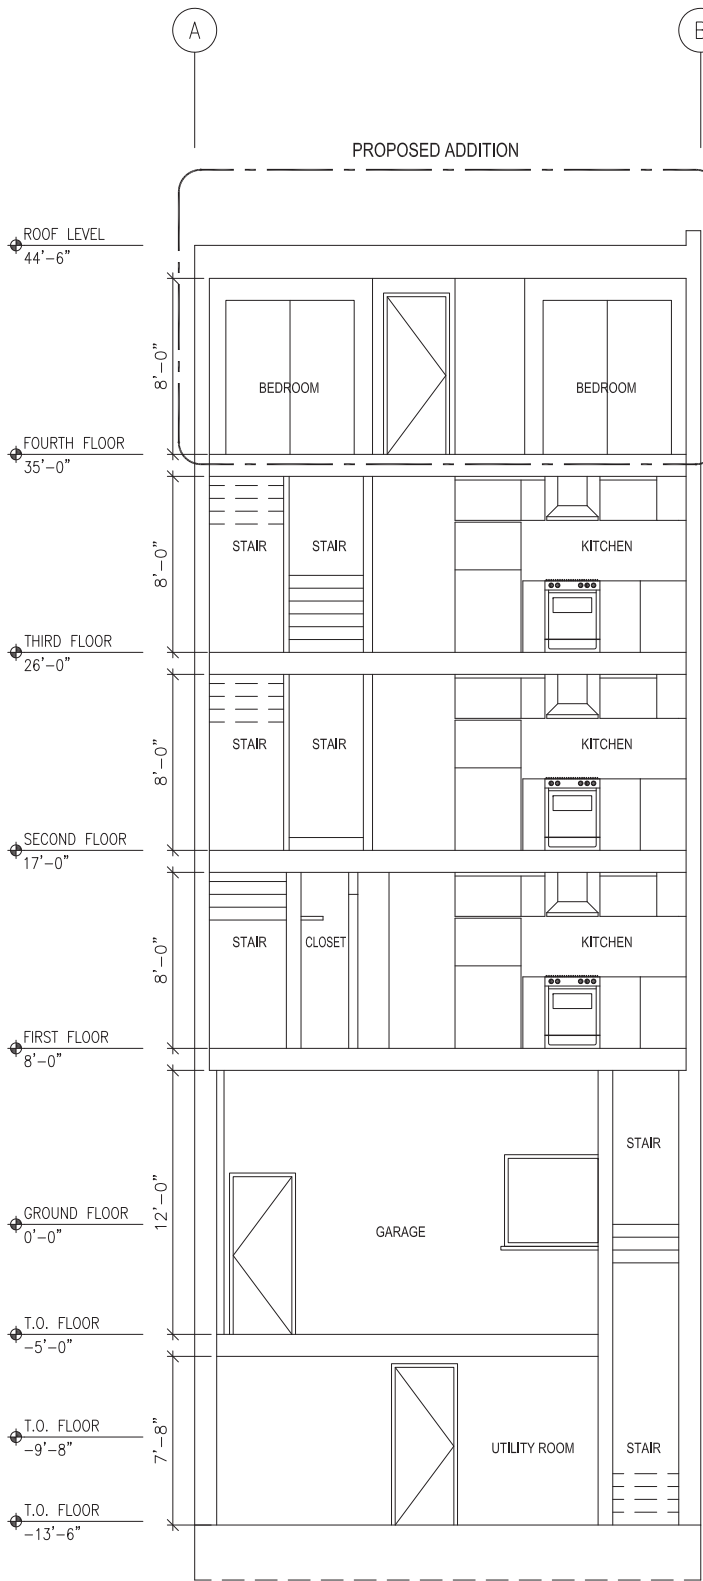 A
B
PROPOSED ADDITION
ROOF LEVEL
44'-6"
8'-0"
BEDROOM
BEDROOM
FOURTH FLOOR
35'-0"
8'-0"
STAIR
STAIR
KITCHEN
THIRD FLOOR
26'-0"
8'-0"
STAIR
STAIR
KITCHEN
SECOND FLOOR
17'-0"
8'-0"
STAIR
CLOSET
KITCHEN
FIRST FLOOR
8'-0"
12'-0"
STAIR
GROUND FLOOR
0'-0"
GARAGE
T.O. FLOOR
-5'-0"
T.O. FLOOR
-9'-8"
7'-8"
UTILITY ROOM
STAIR
T.O. FLOOR
-13'-6"